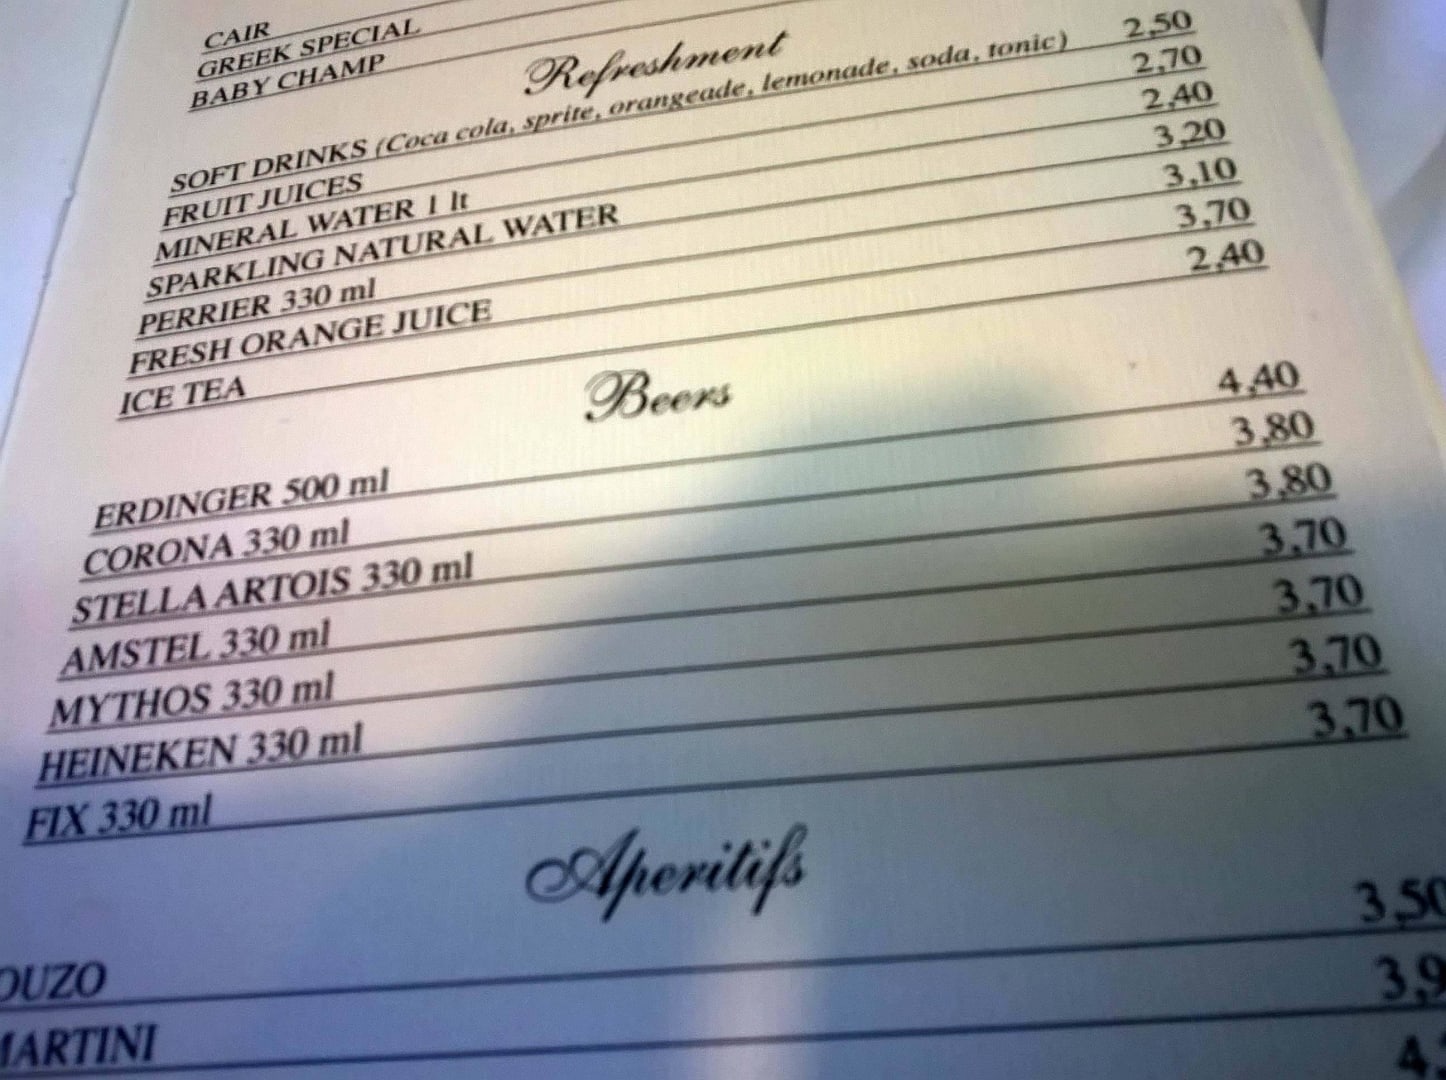 CAIR
GREEK SPECIAL
BABY CHAMP
Refreshment
SOFT DRINKS (Coca cola, sprite, orangeade, lemonade, soda, tonic) 2,50
FRUIT JUICES 2,70
MINERAL WATER 1 lt 2,40
SPARKLING NATURAL WATER 3,20
PERRIER 330 ml 3,10
FRESH ORANGE JUICE 3,70
ICE TEA 2,40
Beers
ERDINGER 500 ml 4,40
CORONA 330 ml 3,80
STELLA ARTOIS 330 ml 3,80
AMSTEL 330 ml 3,70
MYTHOS 330 ml 3,70
HEINEKEN 330 ml 3,70
FIX 330 ml 3,70
Aperitifs
OUZO 3,50
MARTINI 3,9